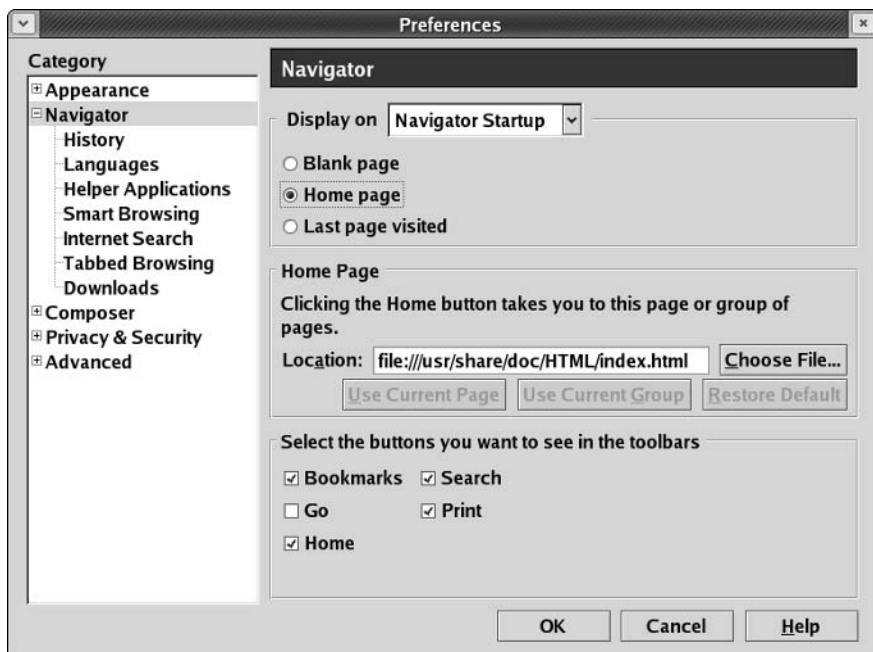 Preferences
Category
Appearance
Navigator
History
Languages
Helper Applications
Smart Browsing
Internet Search
Tabbed Browsing
Downloads
Composer
Privacy & Security
Advanced
Navigator
Display on Navigator Startup
Blank page
Home page
Last page visited
Home Page
Clicking the Home button takes you to this page or group of
pages.
Location: file:///usr/share/doc/HTML/index.html Choose File...
Use Current Page Use Current Group Restore Default
Select the buttons you want to see in the toolbars
Bookmarks Search
Go Print
Home
OK Cancel Help